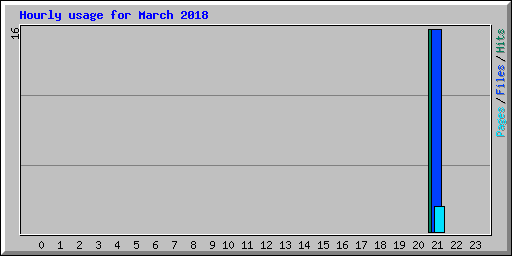 Hourly usage for March 2018
16
Pages/Files/Hits
0 1 2 3 4 5 6 7 8 9 10 11 12 13 14 15 16 17 18 19 20 21 22 23